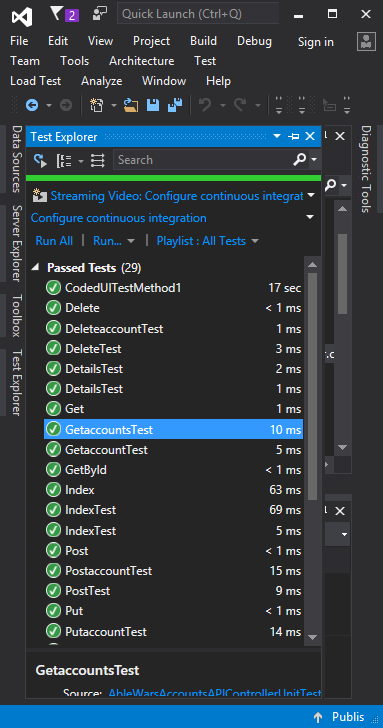 2 Quick Launch (Ctrl+Q)
File Edit View Project Build Debug Sign in
Team Tools Architecture Test
Load Test Analyze Window Help
Data Sources
Server Explorer
Toolbox
Test Explorer
Test Explorer
Search
Streaming Video: Configure continuous integrat
Configure continuous integration
Run All Run... Playlist : All Tests
Passed Tests (29)
CodedUITestMethod1 17 sec
Delete < 1 ms
DeleteaccountTest 1 ms
DeleteTest 3 ms
DetailsTest 2 ms
DetailsTest 1 ms
Get 1 ms
GetaccountsTest 10 ms
GetaccountTest 5 ms
GetById < 1 ms
Index 63 ms
IndexTest 69 ms
IndexTest 5 ms
Post < 1 ms
PostaccountTest 15 ms
PostTest 9 ms
Put < 1 ms
PutaccountTest 14 ms
GetaccountsTest
Source: AbleWarsAccountsAPIControllerUnitTest
Diagnostic Tools
Publis